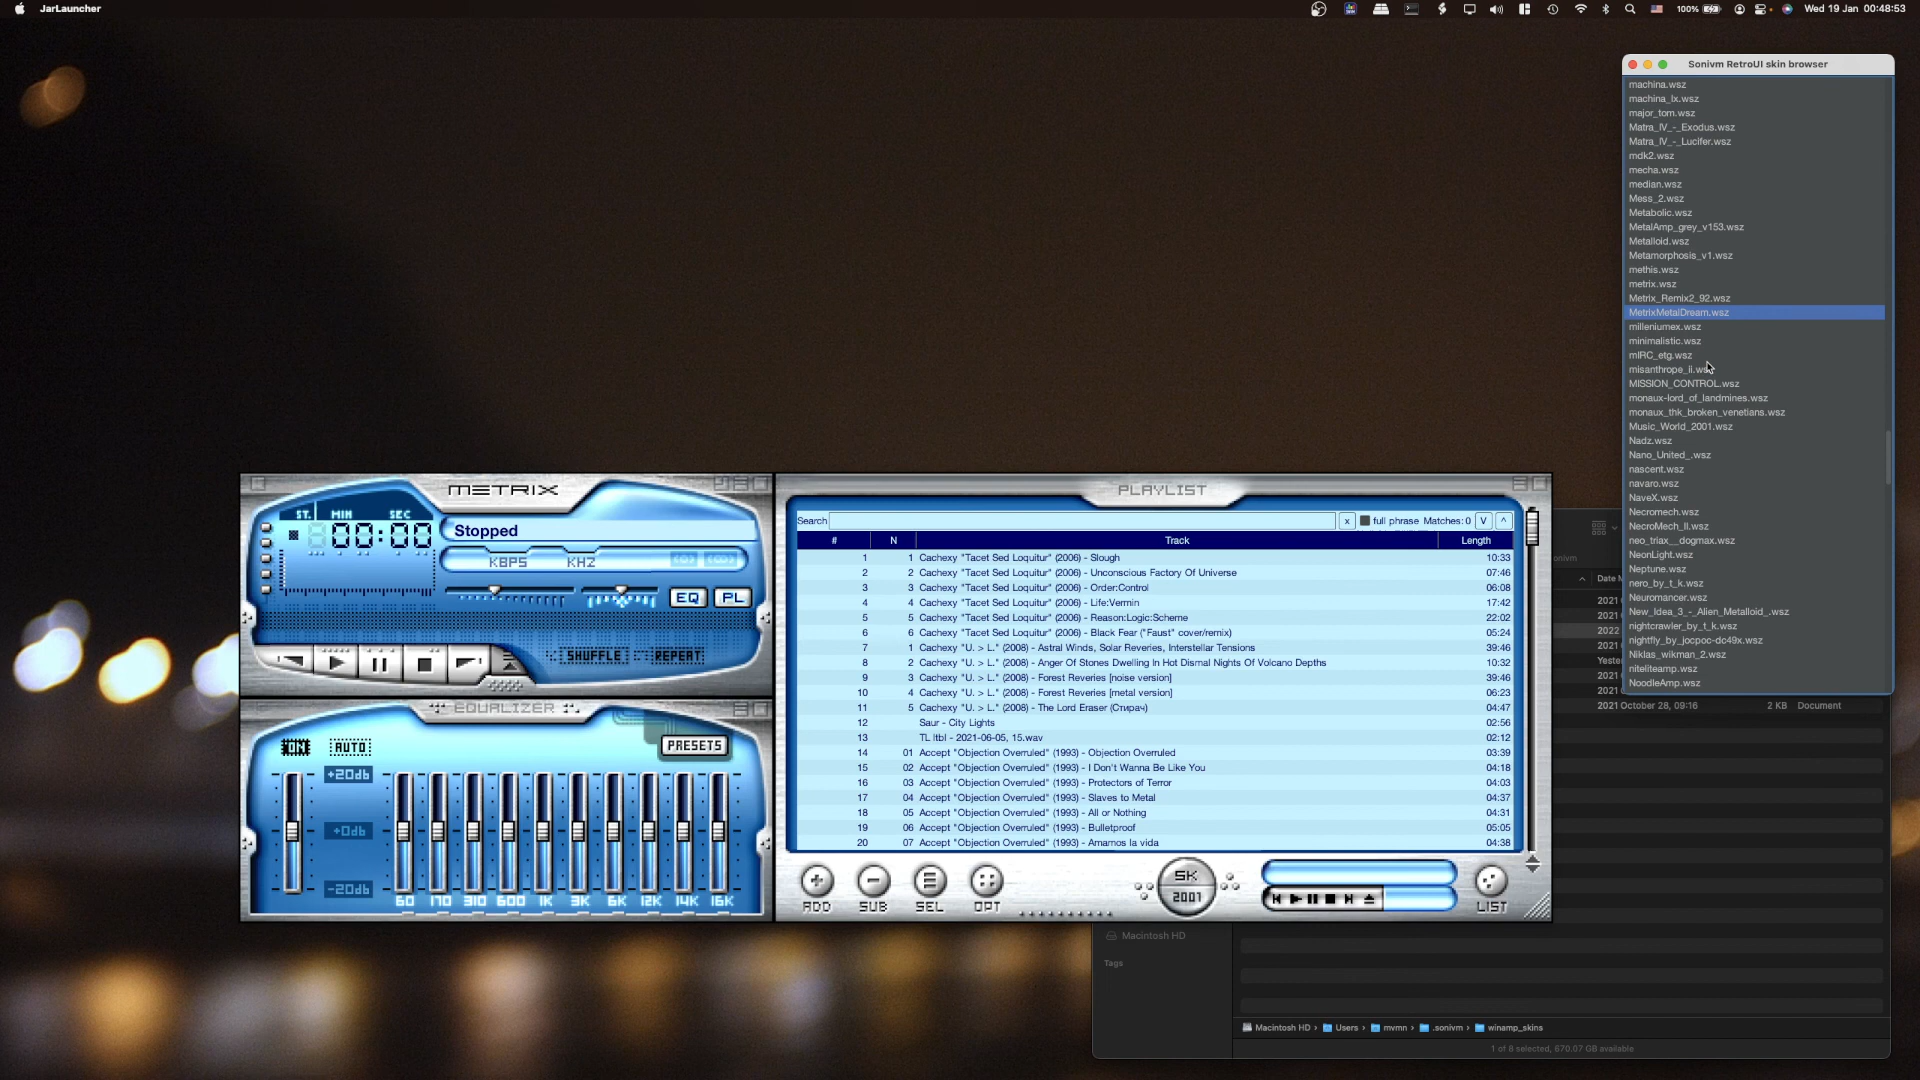 JarLauncher
100%
Wed 19 Jan 00:48:53
Sonivm RetroUI skin browser
machina.wsz
machina_lx.wsz
major_tom.wsz
Matra_IV_-_Exodus.wsz
Matra_IV_-_Lucifer.wsz
mdk2.wsz
mecha.wsz
median.wsz
Mess_2.wsz
Metabolic.wsz
MetalAmp_grey_v153.wsz
Metalloid.wsz
Metamorphosis_v1.wsz
methis.wsz
metrix.wsz
Metrix_Remix2_92.wsz
MetrixMetalDream.wsz
milleniumex.wsz
minimalistic.wsz
mIRC_etg.wsz
misanthrope_ii.wsz
MISSION_CONTROL.wsz
monaux-lord_of_landmines.wsz
monaux_thk_broken_venetians.wsz
Music_World_2001.wsz
Nadz.wsz
Nano_United_.wsz
nascent.wsz
navaro.wsz
NaveX.wsz
Necromech.wsz
NecroMech_II.wsz
neo_triax__dogmax.wsz
NeonLight.wsz
Neptune.wsz
nero_by_t_k.wsz
Neuromancer.wsz
New_Idea_3_-_Alien_Metalloid_.wsz
nightcrawler_by_t_k.wsz
nightfly_by_jocpoc-dc49x.wsz
Niklas_wikman_2.wsz
niteliteamp.wsz
NoodleAmp.wsz
METRIX
ST. MIN SEC
00:00
Stopped
KBPS KHZ
EQ PL
SHUFFLE REPEAT
EQUALIZER
ON AUTO PRESETS
+20db
+0db
-20db
60 170 310 600 1K 3K 6K 12K 14K 16K
PLAYLIST
Search x full phrase Matches: 0 V ^
# N Track Length
1 1 Cachexy "Tacet Sed Loquitur" (2006) - Slough 10:33
2 2 Cachexy "Tacet Sed Loquitur" (2006) - Unconscious Factory Of Universe 07:46
3 3 Cachexy "Tacet Sed Loquitur" (2006) - Order:Control 06:08
4 4 Cachexy "Tacet Sed Loquitur" (2006) - Life:Vermin 17:42
5 5 Cachexy "Tacet Sed Loquitur" (2006) - Reason:Logic:Scheme 22:02
6 6 Cachexy "Tacet Sed Loquitur" (2006) - Black Fear ("Faust" cover/remix) 05:24
7 1 Cachexy "U. > L." (2008) - Astral Winds, Solar Reveries, Interstellar Tensions 39:46
8 2 Cachexy "U. > L." (2008) - Anger Of Stones Dwelling In Hot Dismal Nights Of Volcano Depths 10:32
9 3 Cachexy "U. > L." (2008) - Forest Reveries [noise version] 39:46
10 4 Cachexy "U. > L." (2008) - Forest Reveries [metal version] 06:23
11 5 Cachexy "U. > L." (2008) - The Lord Eraser (Стирач) 04:47
12 Saur - City Lights 02:56
13 TL ltbl - 2021-06-05, 15.wav 02:12
14 01 Accept "Objection Overruled" (1993) - Objection Overruled 03:39
15 02 Accept "Objection Overruled" (1993) - I Don't Wanna Be Like You 04:18
16 03 Accept "Objection Overruled" (1993) - Protectors of Terror 04:03
17 04 Accept "Objection Overruled" (1993) - Slaves to Metal 04:37
18 05 Accept "Objection Overruled" (1993) - All or Nothing 04:31
19 06 Accept "Objection Overruled" (1993) - Bulletproof 05:05
20 07 Accept "Objection Overruled" (1993) - Amamos la vida 04:38
ADD SUB SEL OPT
SK
2001
LIST
sonivm
Date M
2021
2021
2022
2021
Yeste
2021
2021
2021 October 28, 09:16 2 KB Document
Macintosh HD
Tags
Macintosh HD › Users › mvmn › .sonivm › winamp_skins
1 of 8 selected, 670.07 GB available